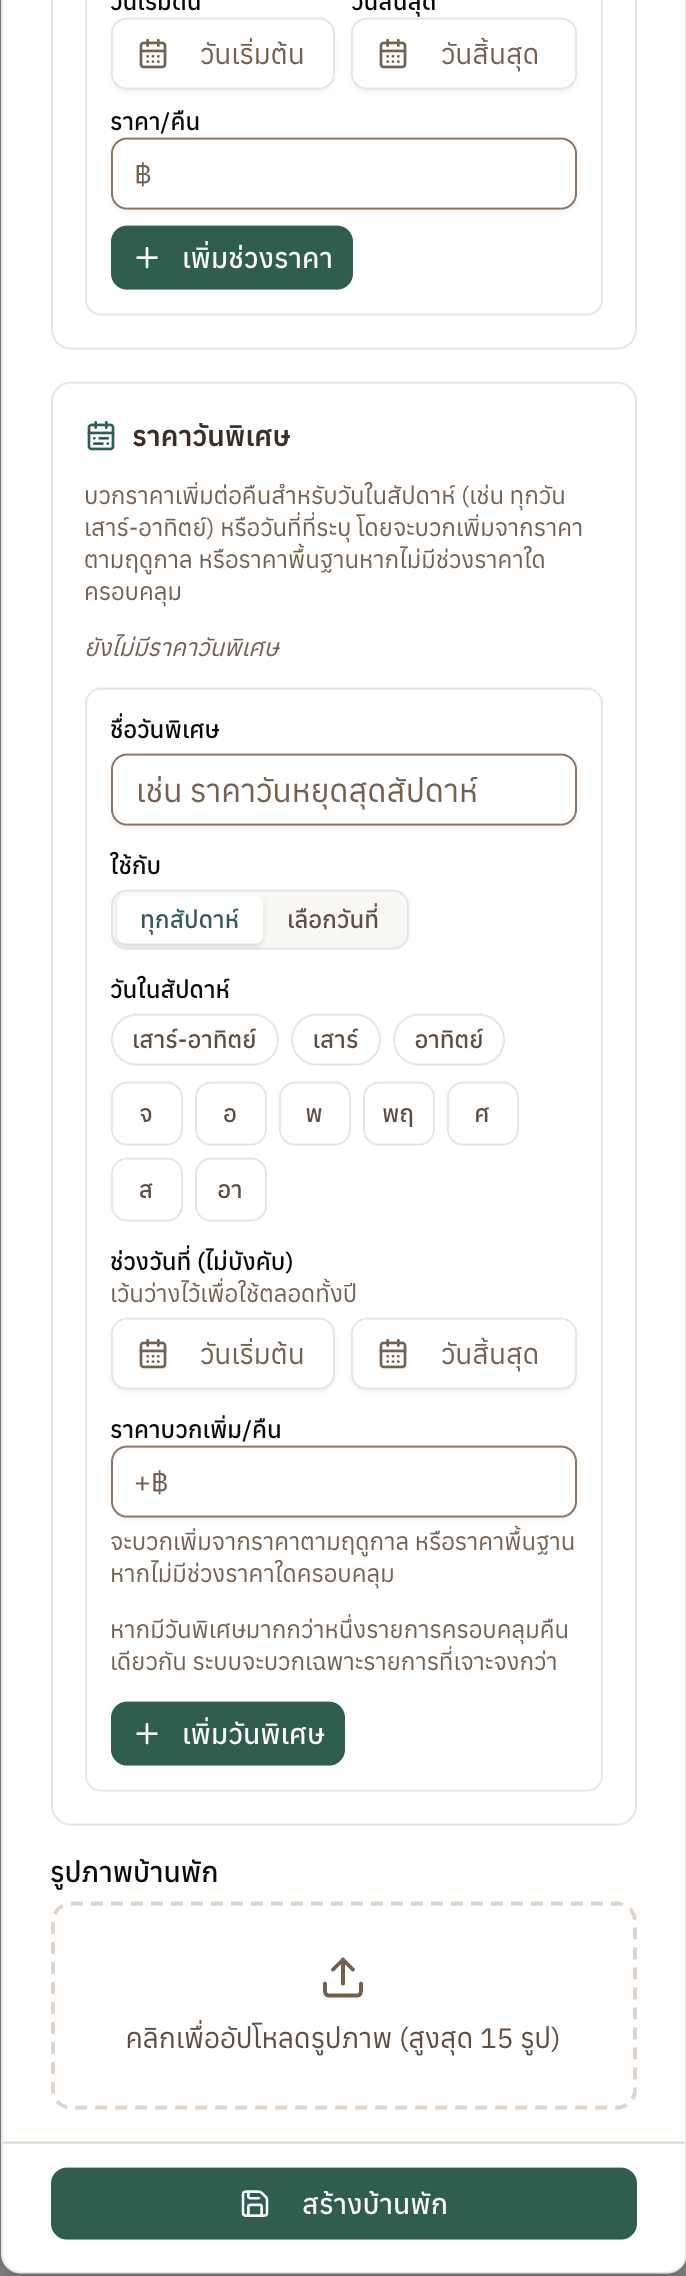 วันเริ่มต้น วันสิ้นสุด
วันเริ่มต้น วันสิ้นสุด
ราคา/คืน
฿
+ เพิ่มช่วงราคา
ราคาวันพิเศษ
บวกราคาเพิ่มต่อคืนสำหรับวันในสัปดาห์ (เช่น ทุกวัน
เสาร์-อาทิตย์) หรือวันที่ที่ระบุ โดยจะบวกเพิ่มจากราคา
ตามฤดูกาล หรือราคาพื้นฐานหากไม่มีช่วงราคาใด
ครอบคลุม
ยังไม่มีราคาวันพิเศษ
ชื่อวันพิเศษ
เช่น ราคาวันหยุดสุดสัปดาห์
ใช้กับ
ทุกสัปดาห์ เลือกวันที่
วันในสัปดาห์
เสาร์-อาทิตย์ เสาร์ อาทิตย์
จ อ พ พฤ ศ
ส อา
ช่วงวันที่ (ไม่บังคับ)
เว้นว่างไว้เพื่อใช้ตลอดทั้งปี
วันเริ่มต้น วันสิ้นสุด
ราคาบวกเพิ่ม/คืน
+฿
จะบวกเพิ่มจากราคาตามฤดูกาล หรือราคาพื้นฐาน
หากไม่มีช่วงราคาใดครอบคลุม
หากมีวันพิเศษมากกว่าหนึ่งรายการครอบคลุมคืน
เดียวกัน ระบบจะบวกเฉพาะรายการที่เจาะจงกว่า
+ เพิ่มวันพิเศษ
รูปภาพบ้านพัก
คลิกเพื่ออัปโหลดรูปภาพ (สูงสุด 15 รูป)
สร้างบ้านพัก